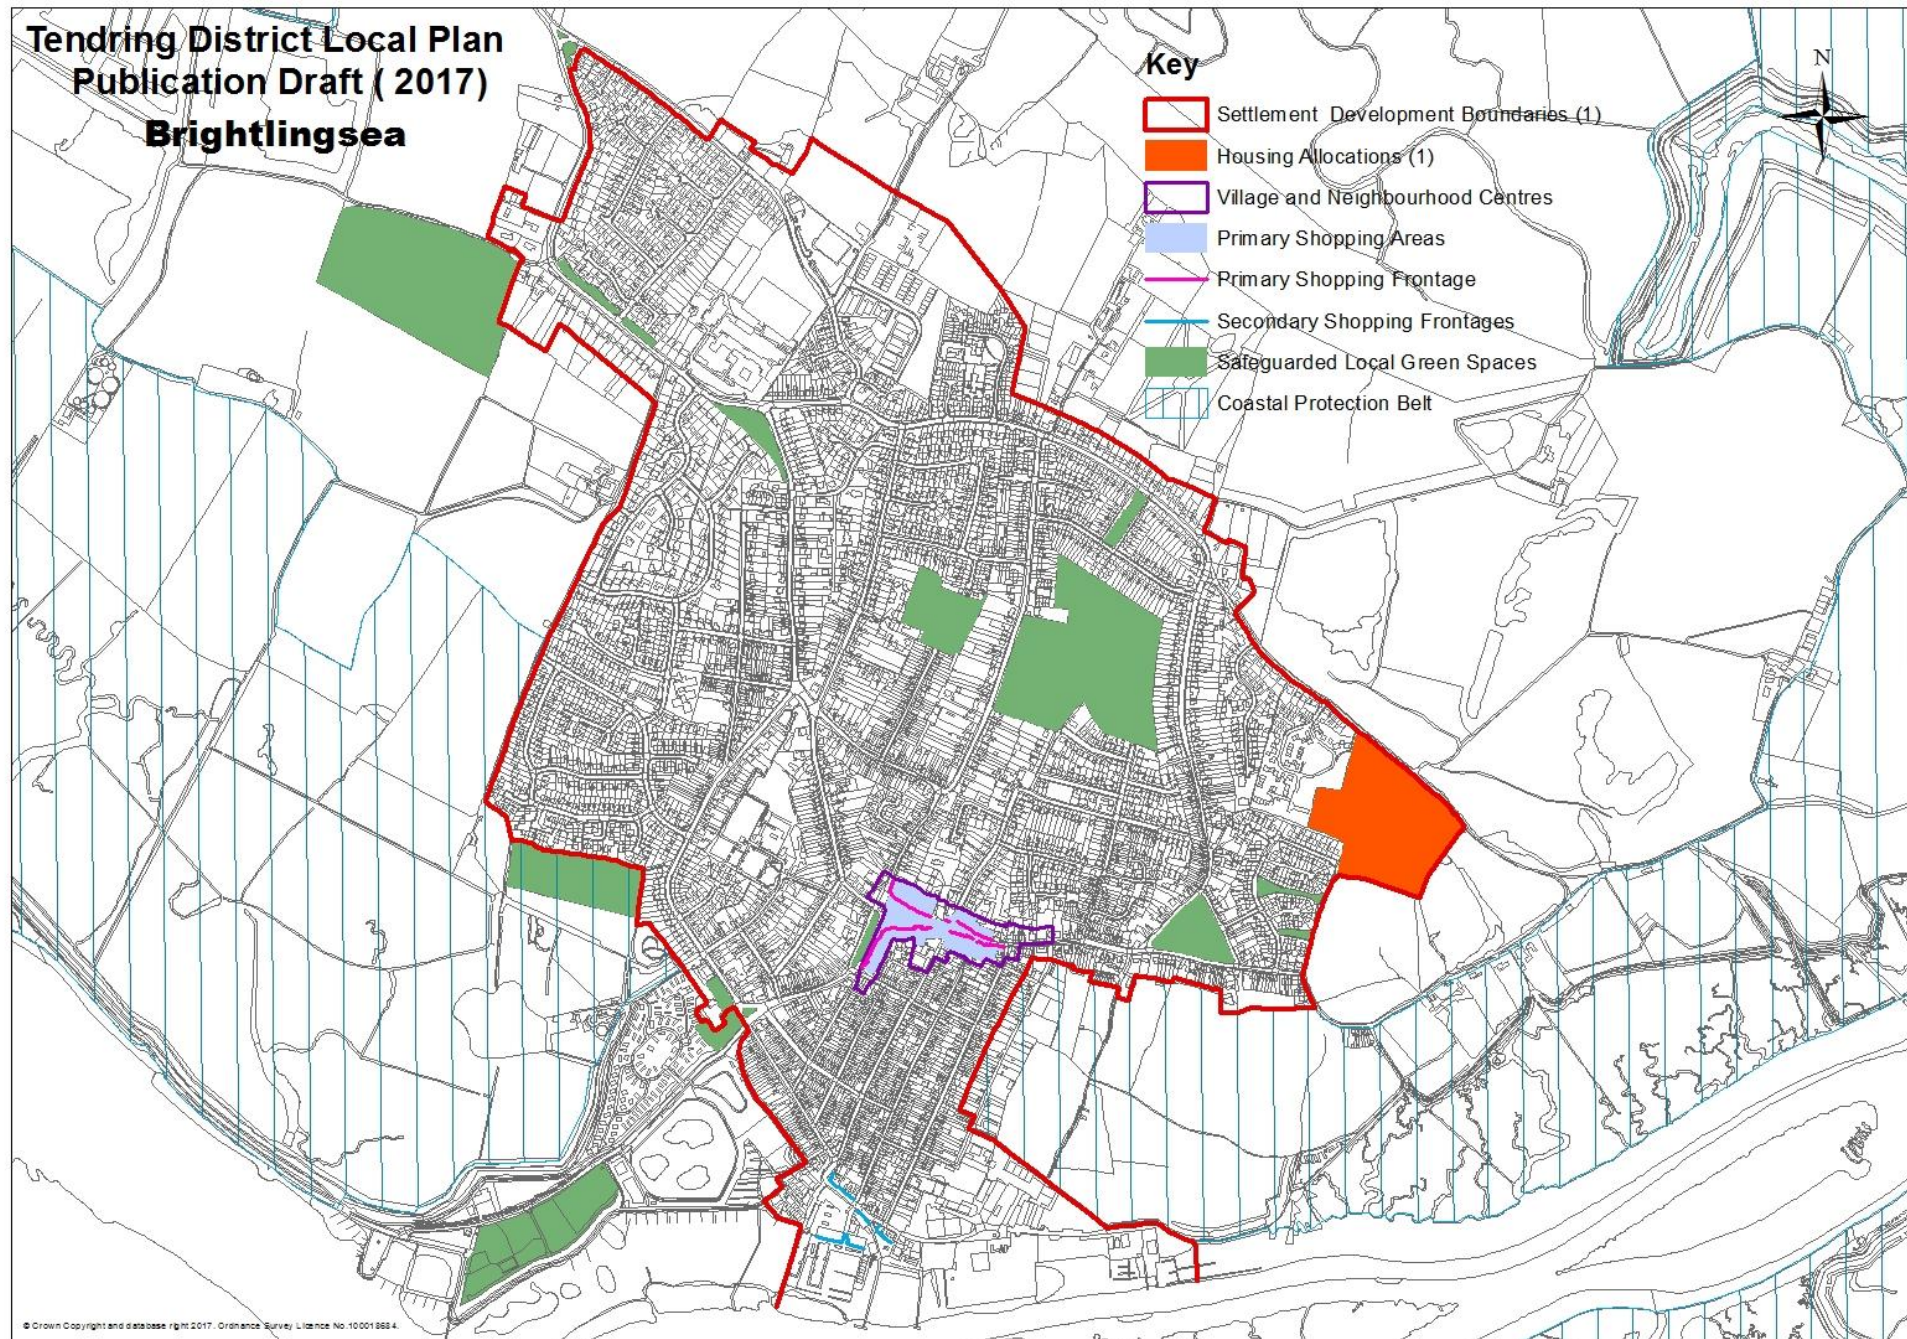 Tendring District Local Plan
Publication Draft ( 2017)
Brightlingsea
Key
N
Settlement Development Boundaries (1)
Housing Allocations (1)
Village and Neighbourhood Centres
Primary Shopping Areas
Primary Shopping Frontage
Secondary Shopping Frontages
Safeguarded Local Green Spaces
Coastal Protection Belt
© Crown Copyright and database right 2017. Ordnance Survey Licence No.100018684.